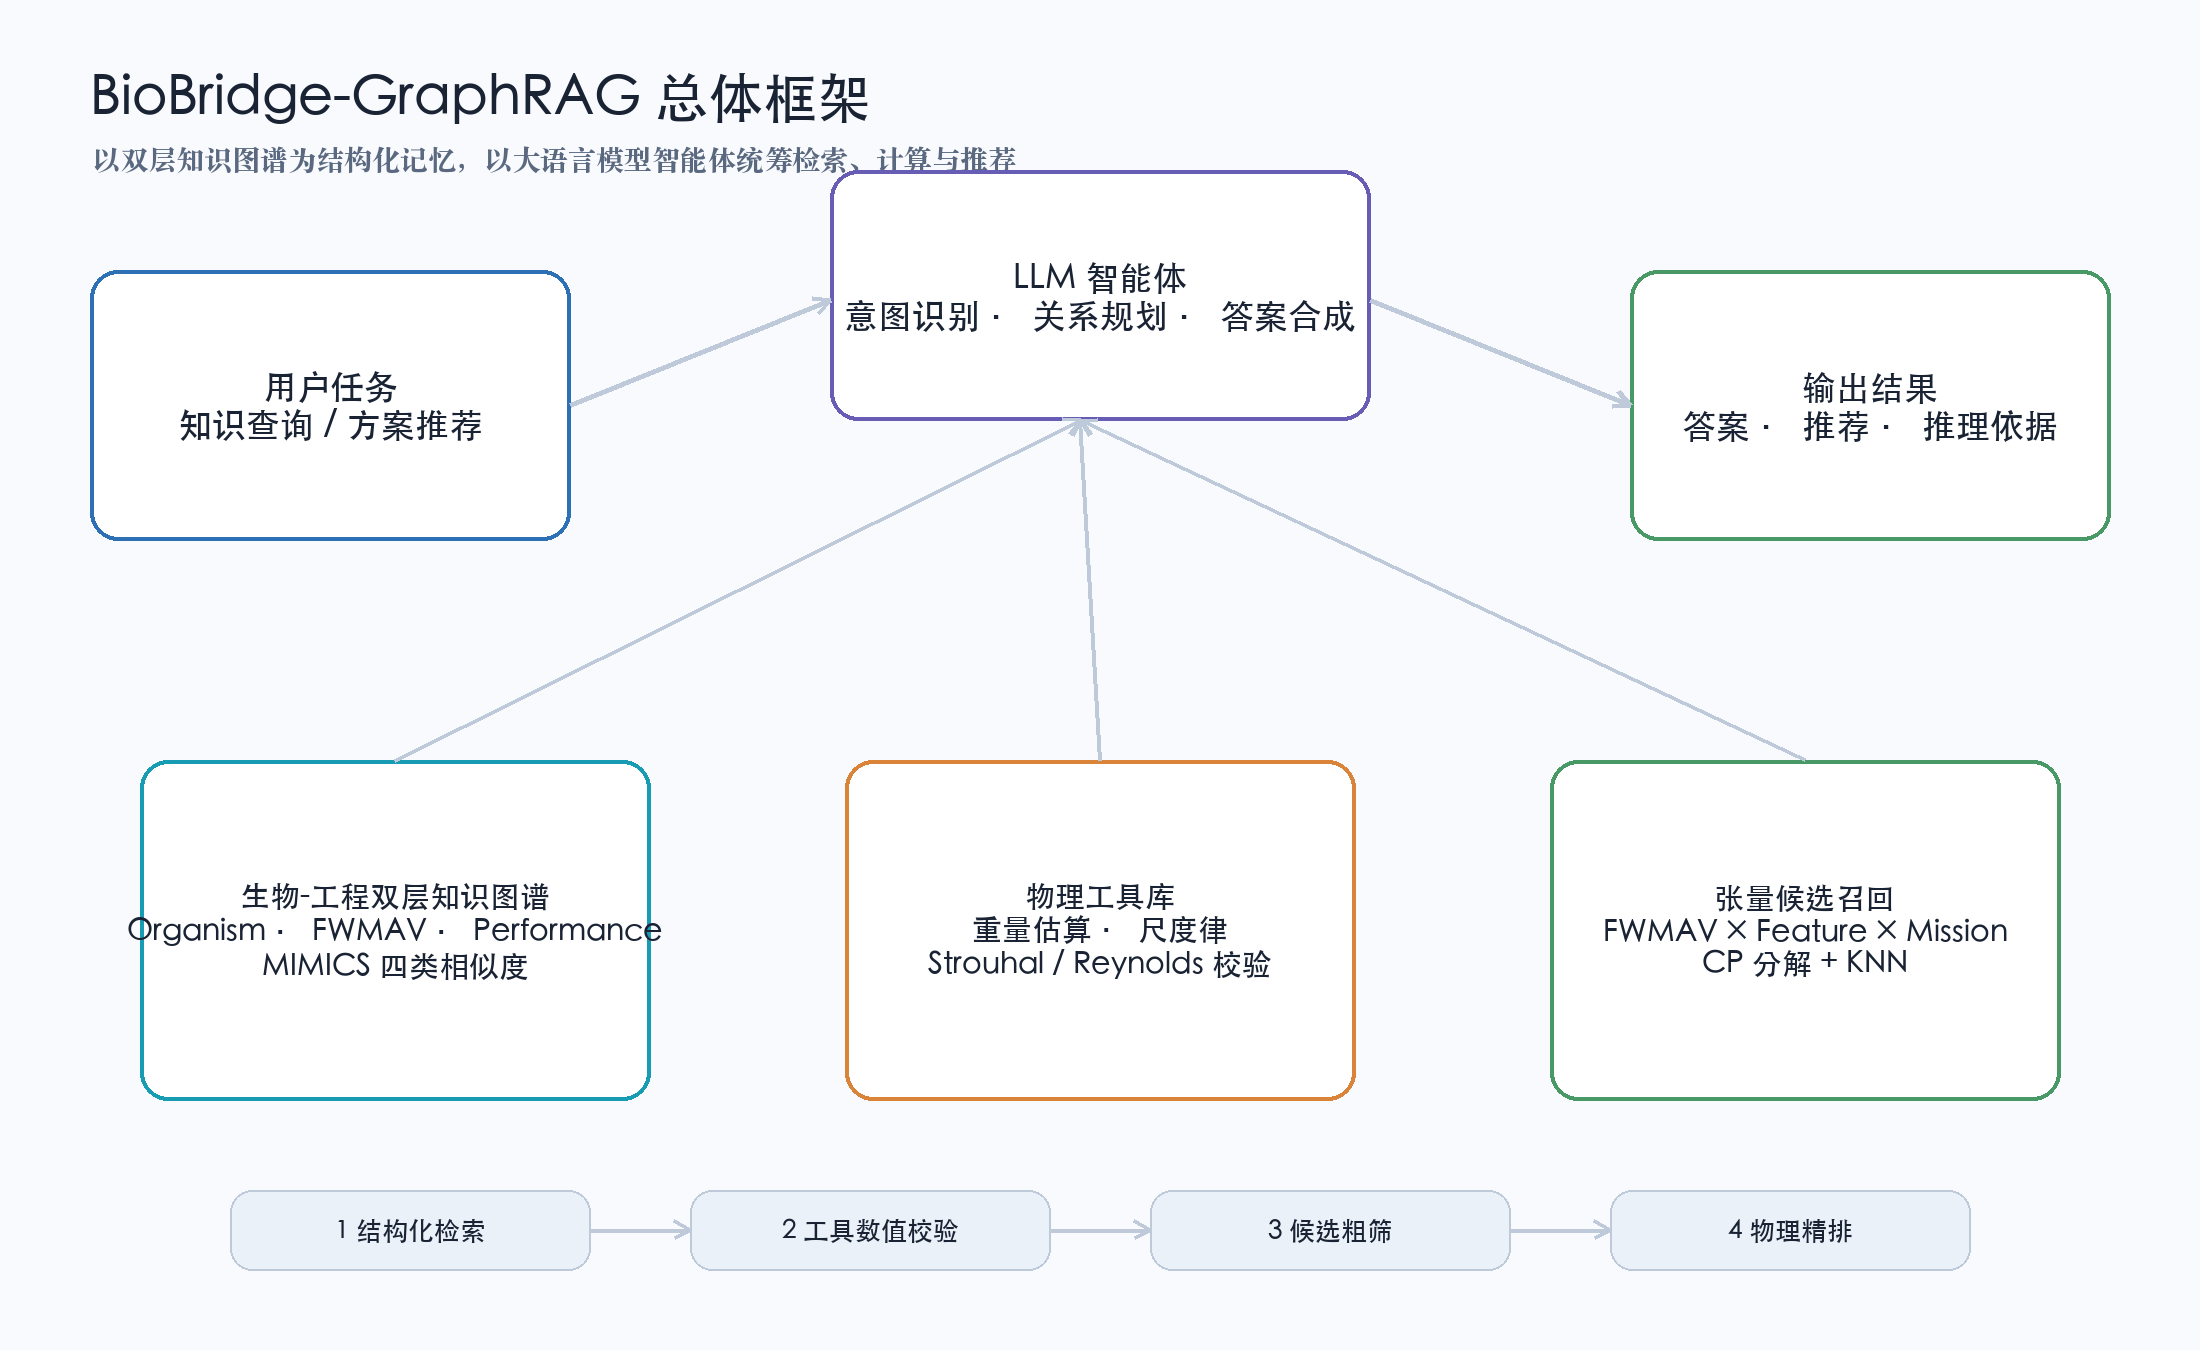 BioBridge-GraphRAG 总体框架
以双层知识图谱为结构化记忆，以大语言模型智能体统筹检索、计算与推荐
LLM 智能体
意图识别 · 关系规划 · 答案合成
用户任务
知识查询 / 方案推荐
输出结果
答案 · 推荐 · 推理依据
生物-工程双层知识图谱
Organism · FWMAV · Performance
MIMICS 四类相似度
物理工具库
重量估算 · 尺度律
Strouhal / Reynolds 校验
张量候选召回
FWMAV × Feature × Mission
CP 分解 + KNN
1 结构化检索
2 工具数值校验
3 候选粗筛
4 物理精排